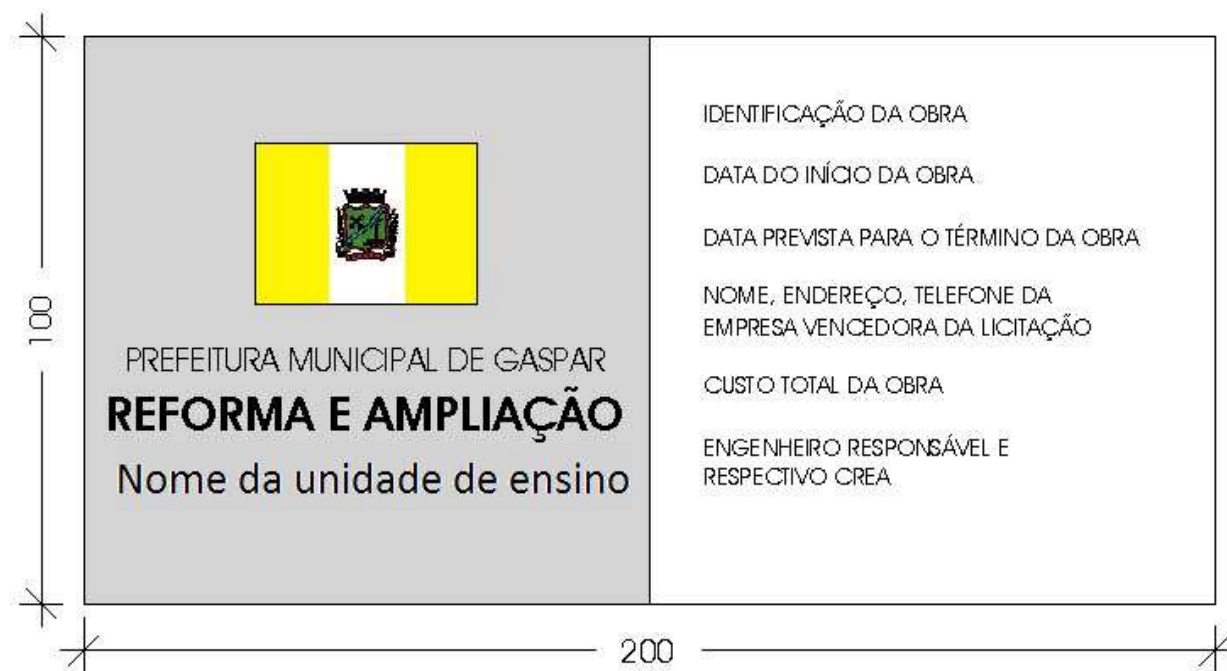 100
PREFEITURA MUNICIPAL DE GASPAR
REFORMA E AMPLIAÇÃO
Nome da unidade de ensino
IDENTIFICAÇÃO DA OBRA
DATA DO INÍCIO DA OBRA
DATA PREVISTA PARA O TÉRMINO DA OBRA
NOME, ENDEREÇO, TELEFONE DA
EMPRESA VENCEDORA DA LICITAÇÃO
CUSTO TOTAL DA OBRA
ENGENHEIRO RESPONSÁVEL E
RESPECTIVO CREA
200